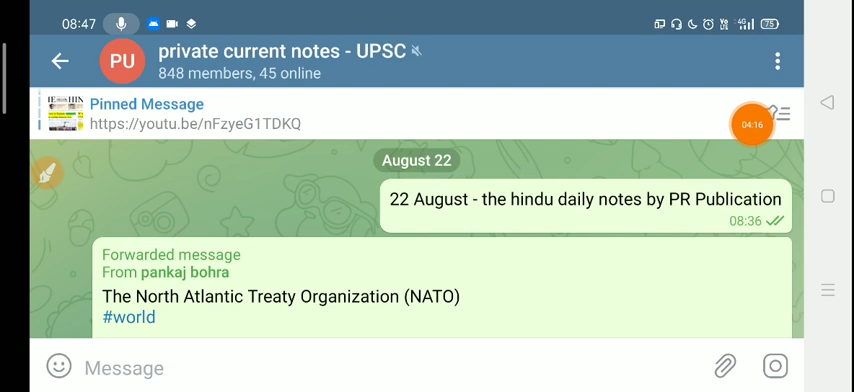 08:47
4G
75
PU
private current notes - UPSC
848 members, 45 online
Pinned Message
https://youtu.be/nFzyeG1TDKQ
04:16
August 22
22 August - the hindu daily notes by PR Publication
08:36
Forwarded message
From pankaj bohra
The North Atlantic Treaty Organization (NATO)
#world
Message